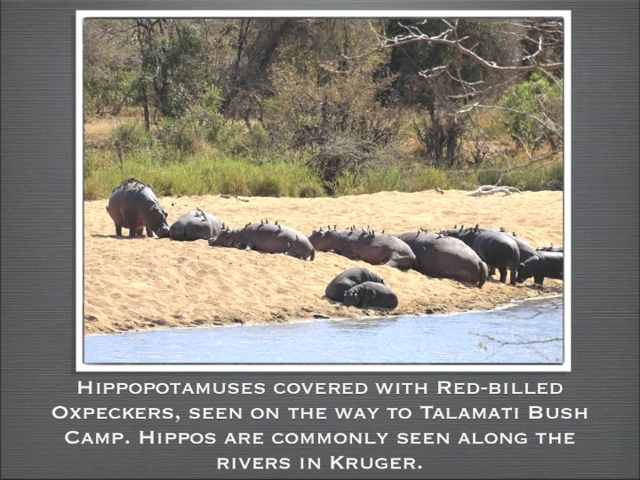 Hippopotamuses covered with Red-billed
Oxpeckers, seen on the way to Talamati Bush
Camp. Hippos are commonly seen along the
rivers in Kruger.